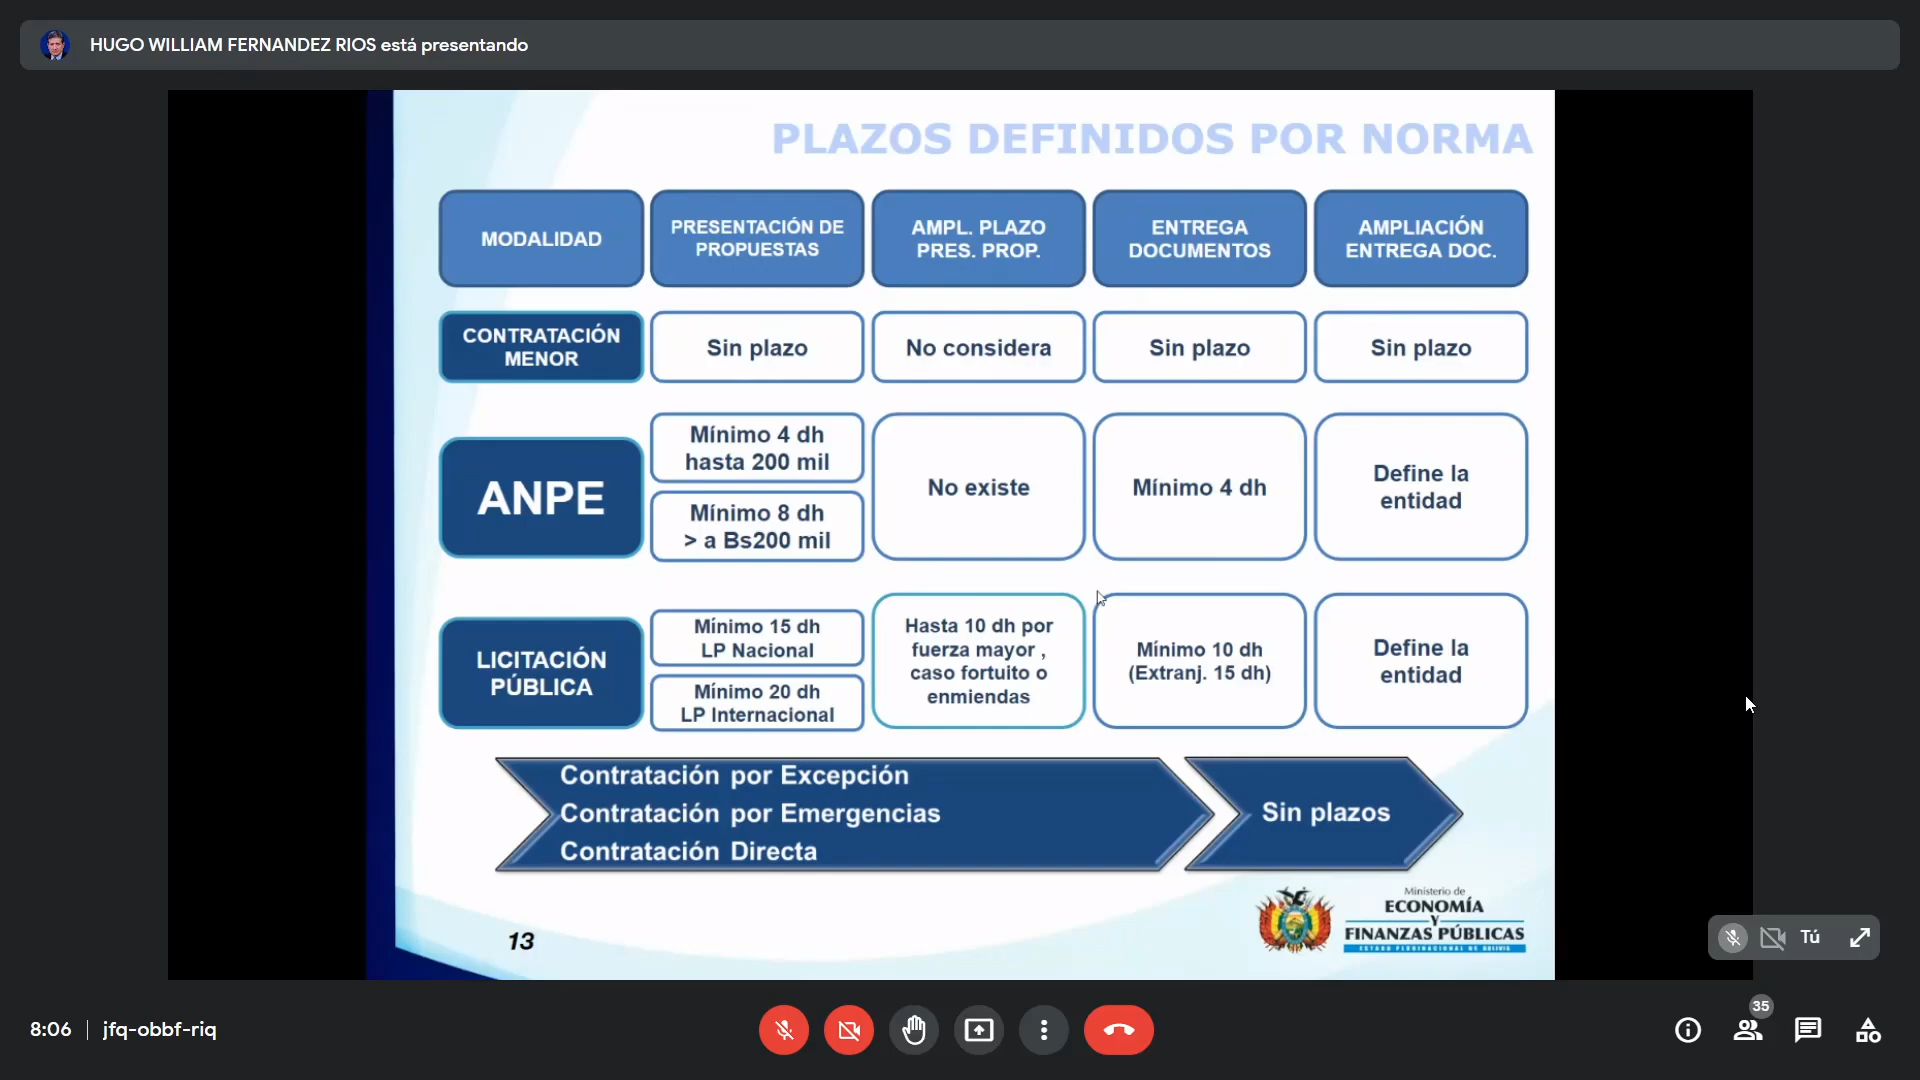 HUGO WILLIAM FERNANDEZ RIOS está presentando
PLAZOS DEFINIDOS POR NORMA
MODALIDAD
PRESENTACIÓN DE
PROPUESTAS
AMPL. PLAZO
PRES. PROP.
ENTREGA
DOCUMENTOS
AMPLIACIÓN
ENTREGA DOC.
CONTRATACIÓN
MENOR
Sin plazo
No considera
Sin plazo
Sin plazo
ANPE
Mínimo 4 dh
hasta 200 mil
Mínimo 8 dh
> a Bs200 mil
No existe
Mínimo 4 dh
Define la
entidad
LICITACIÓN
PÚBLICA
Mínimo 15 dh
LP Nacional
Mínimo 20 dh
LP Internacional
Hasta 10 dh por
fuerza mayor ,
caso fortuito o
enmiendas
Mínimo 10 dh
(Extranj. 15 dh)
Define la
entidad
Contratación por Excepción
Contratación por Emergencias
Contratación Directa
Sin plazos
Ministerio de
ECONOMÍA
Y
FINANZAS PÚBLICAS
ESTADO PLURINACIONAL DE BOLIVIA
13
Tú
8:06 | jfq-obbf-riq
35